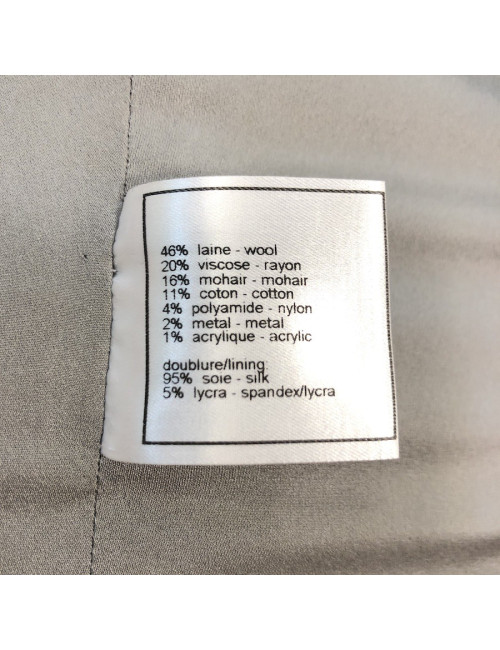 46% laine - wool
20% viscose - rayon
16% mohair - mohair
11% coton - cotton
4% polyamide - nylon
2% metal - metal
1% acrylique - acrylic
doublure/lining:
95% soie - silk
5% lycra - spandex/lycra